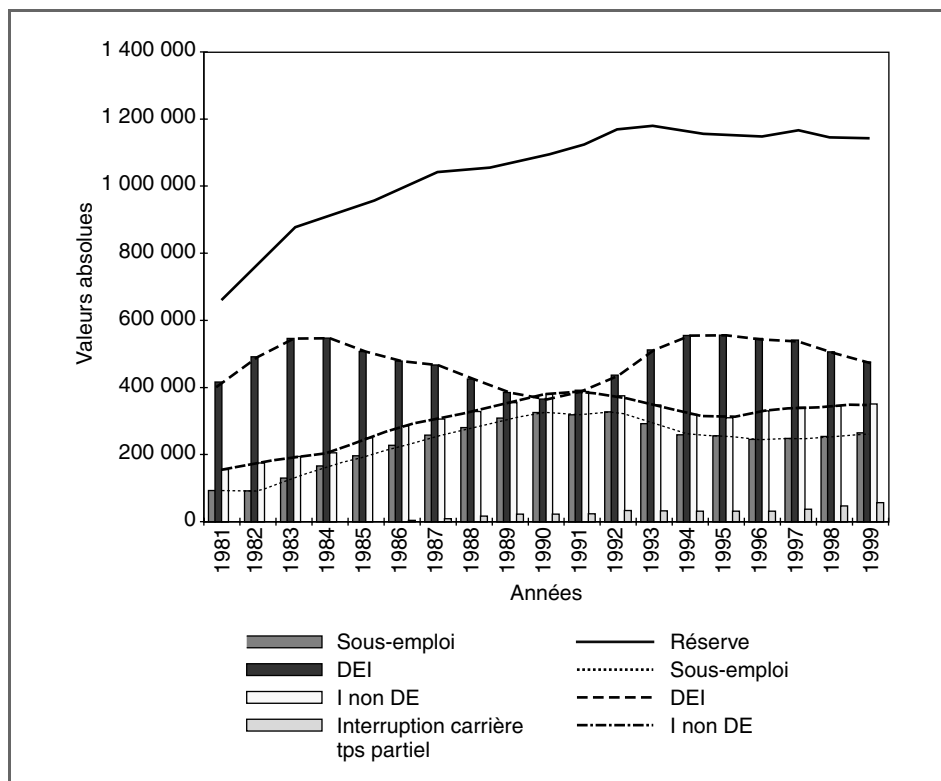 1 400 000
1 200 000
1 000 000
800 000
600 000
400 000
200 000
0
Valeurs absolues
1981
1982
1983
1984
1985
1986
1987
1988
1989
1990
1991
1992
1993
1994
1995
1996
1997
1998
1999
Années
Sous-emploi
DEI
I non DE
Interruption carrière
tps partiel
Réserve
Sous-emploi
DEI
I non DE